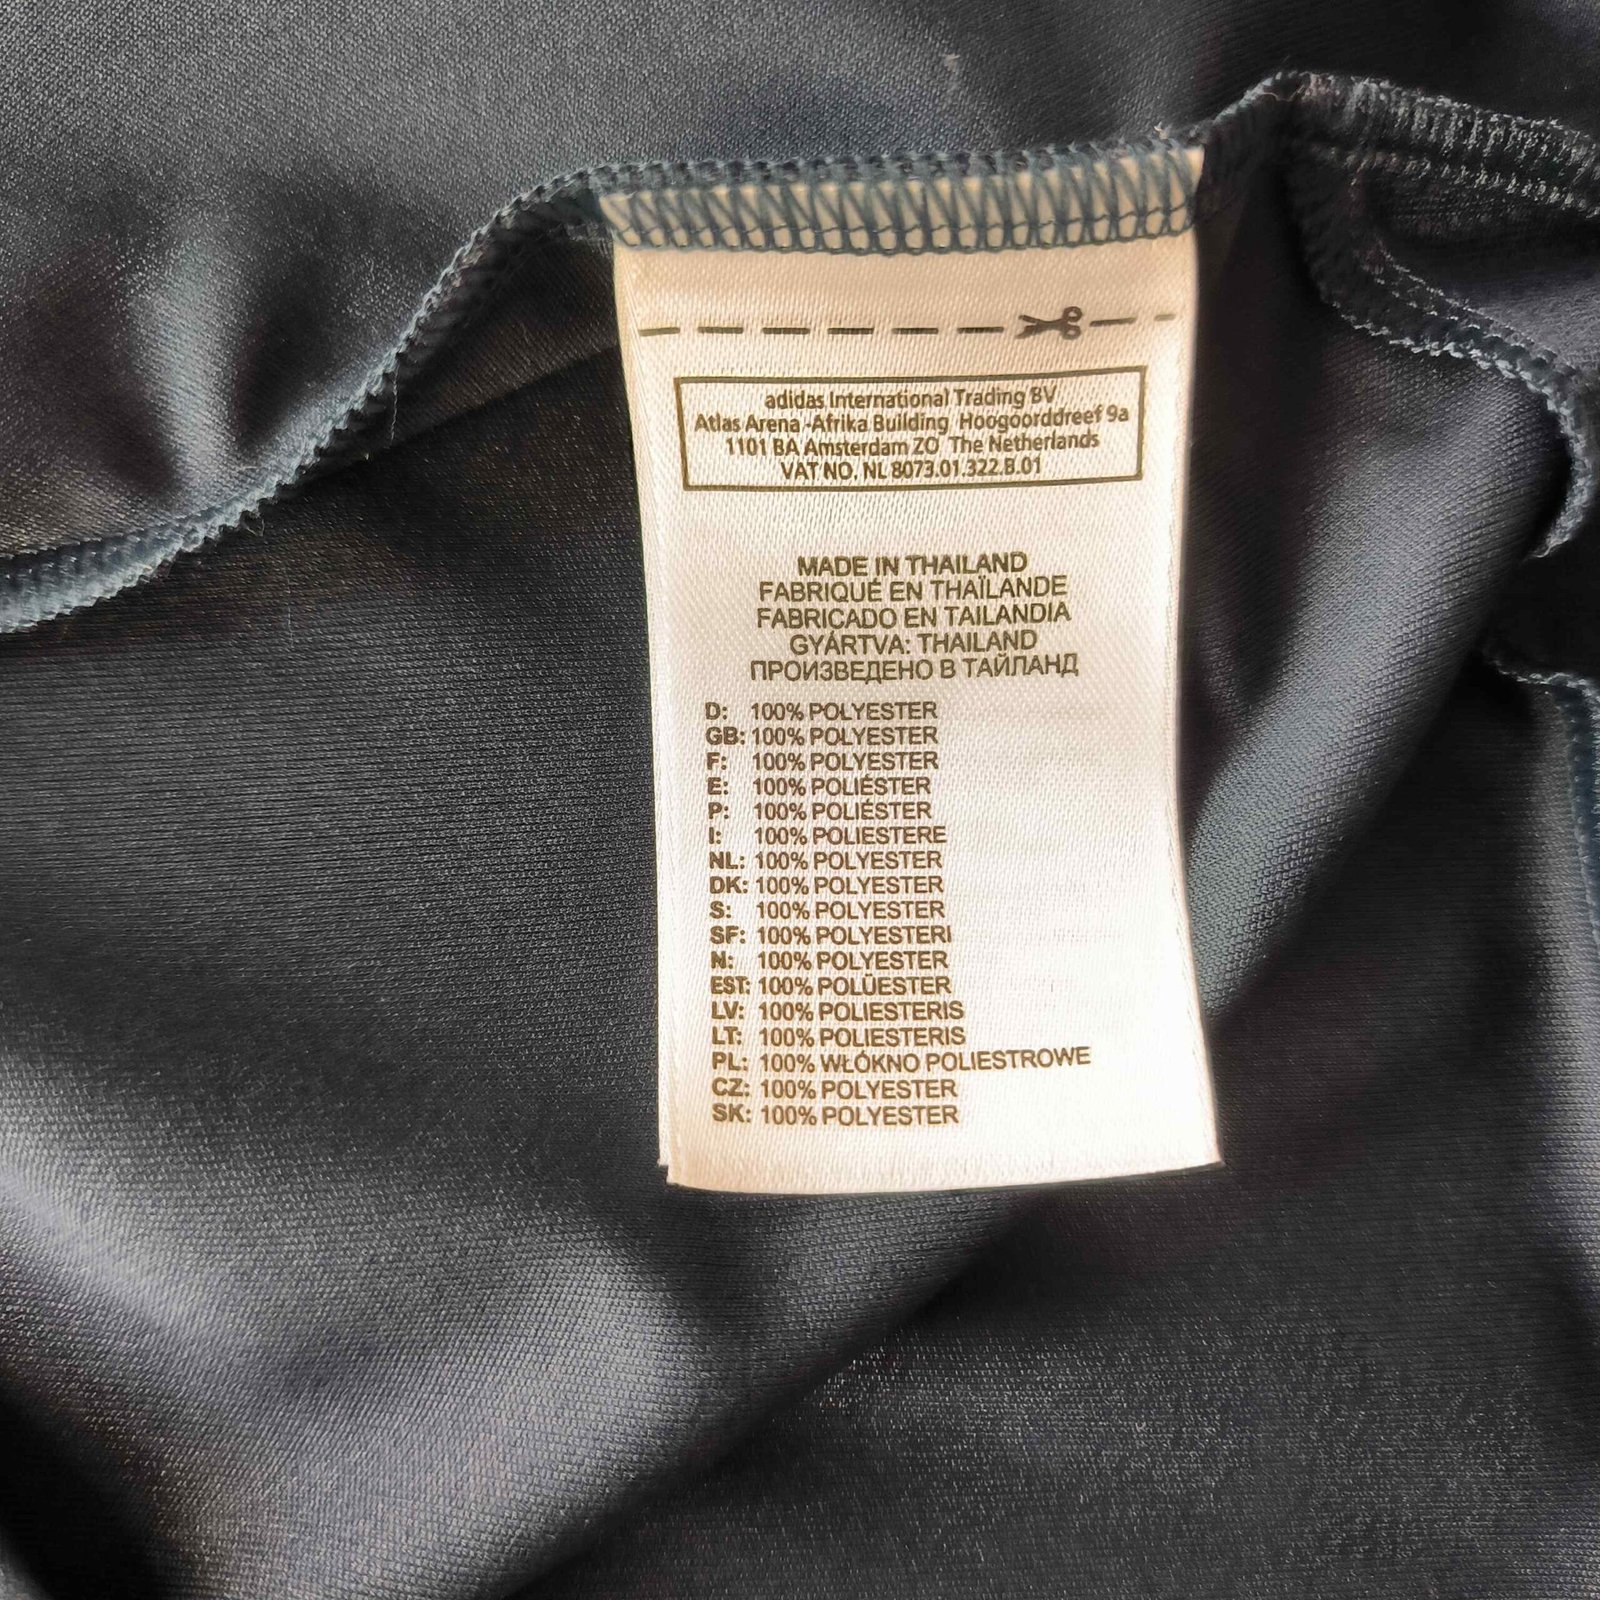 adidas International Trading BV
Atlas Arena -Afrika Building Hoogoorddreef 9a
1101 BA Amsterdam ZO The Netherlands
VAT NO. NL 8073.01.322.B.01
MADE IN THAILAND
FABRIQUÉ EN THAÏLANDE
FABRICADO EN TAILANDIA
GYÁRTVA: THAILAND
ПРОИЗВЕДЕНО В ТАЙЛАНД
D: 100% POLYESTER
GB: 100% POLYESTER
F: 100% POLYESTER
E: 100% POLIÉSTER
P: 100% POLIÉSTER
I: 100% POLIESTERE
NL: 100% POLYESTER
DK: 100% POLYESTER
S: 100% POLYESTER
SF: 100% POLYESTERI
N: 100% POLYESTER
EST: 100% POLÜESTER
LV: 100% POLIESTERIS
LT: 100% POLIESTERIS
PL: 100% WŁÓKNO POLIESTROWE
CZ: 100% POLYESTER
SK: 100% POLYESTER